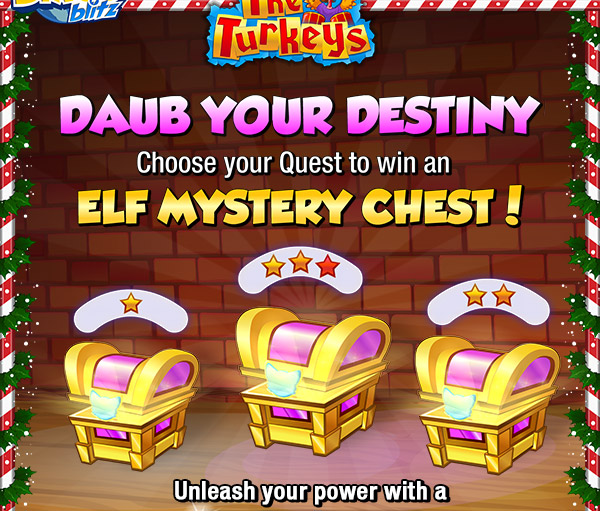 blitz
The
Turkeys
DAUB YOUR DESTINY
Choose your Quest to win an
ELF MYSTERY CHEST!
Unleash your power with a